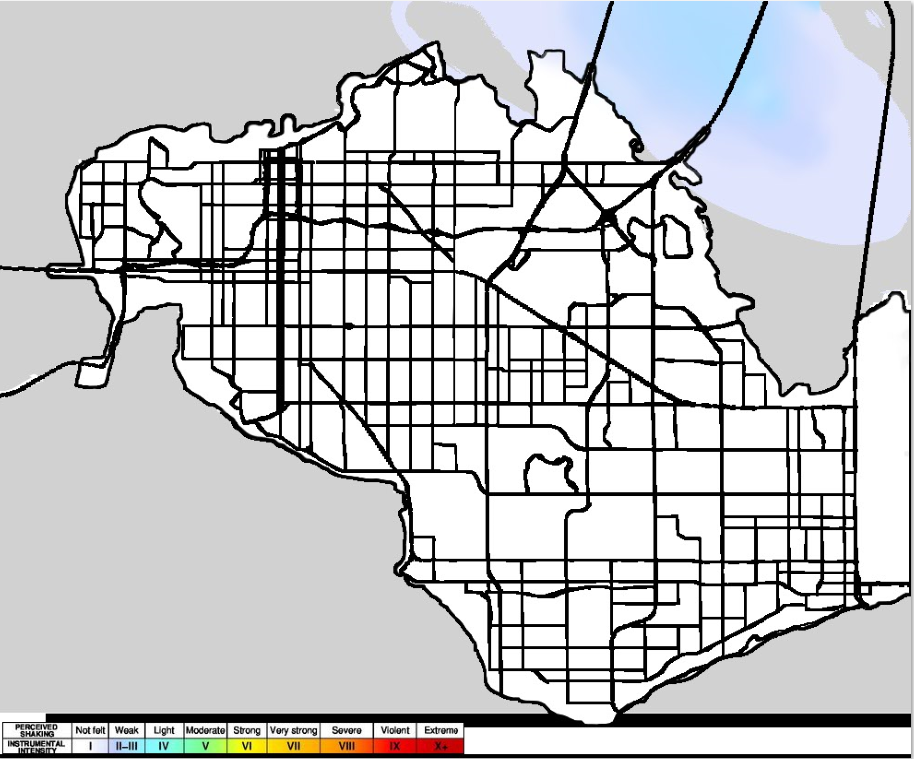 PERCEIVED SHAKING Not felt Weak Light Moderate Strong Very strong Severe Violent Extreme
INSTRUMENTAL INTENSITY I II–III IV V VI VII VIII IX X+